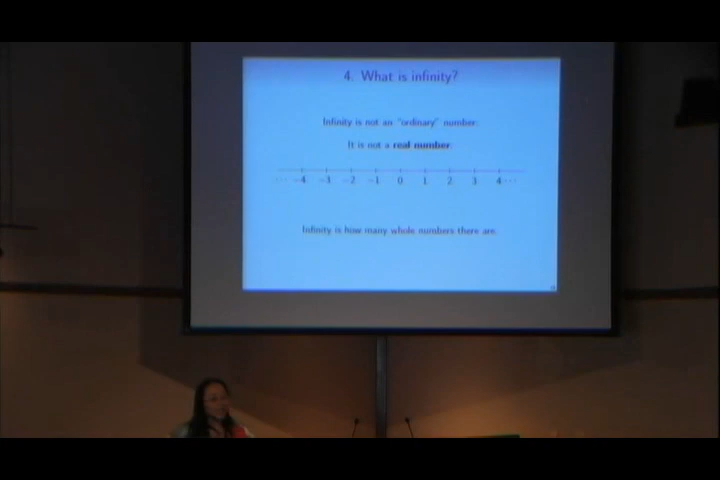 4. What is infinity?
Infinity is not an "ordinary" number.
It is not a real number.
··· −4 −3 −2 −1 0 1 2 3 4 ···
Infinity is how many whole numbers there are.